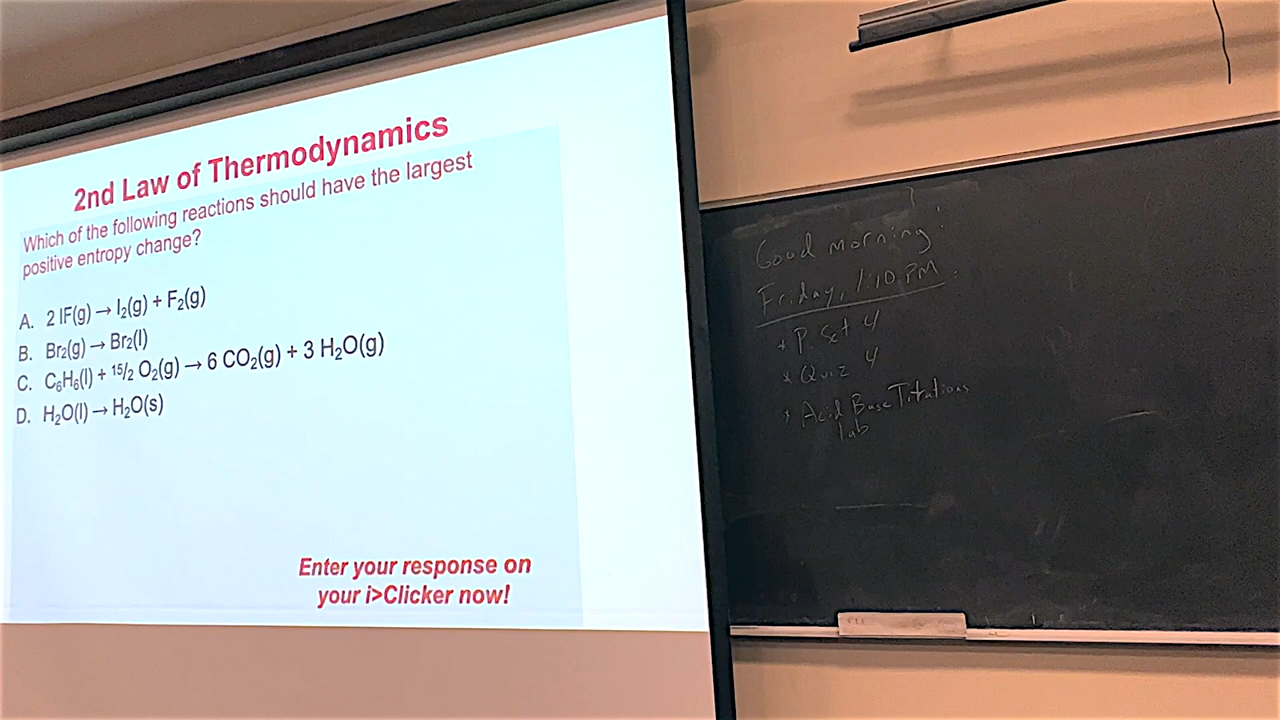 2nd Law of Thermodynamics
Which of the following reactions should have the largest
positive entropy change?
A. 2 IF(g) → I₂(g) + F₂(g)
B. Br₂(g) → Br₂(l)
C. C₆H₆(l) + ¹⁵/₂ O₂(g) → 6 CO₂(g) + 3 H₂O(g)
D. H₂O(l) → H₂O(s)
Enter your response on
your i>Clicker now!
Good morning!
Friday, 1:10 PM.
* P. Set 4
* Quiz 4
* Acid Base Titrations
lab